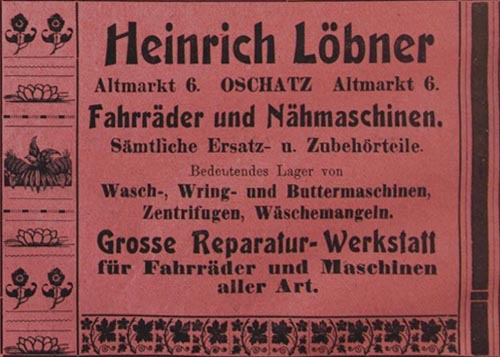 Heinrich Löbner
Altmarkt 6. OSCHATZ Altmarkt 6.
Fahrräder und Nähmaschinen.
Sämtliche Ersatz- u. Zubehörteile.
Bedeutendes Lager von
Wasch-, Wring- und Buttermaschinen,
Zentrifugen, Wäschemangeln.
Grosse Reparatur-Werkstatt
für Fahrräder und Maschinen
aller Art.